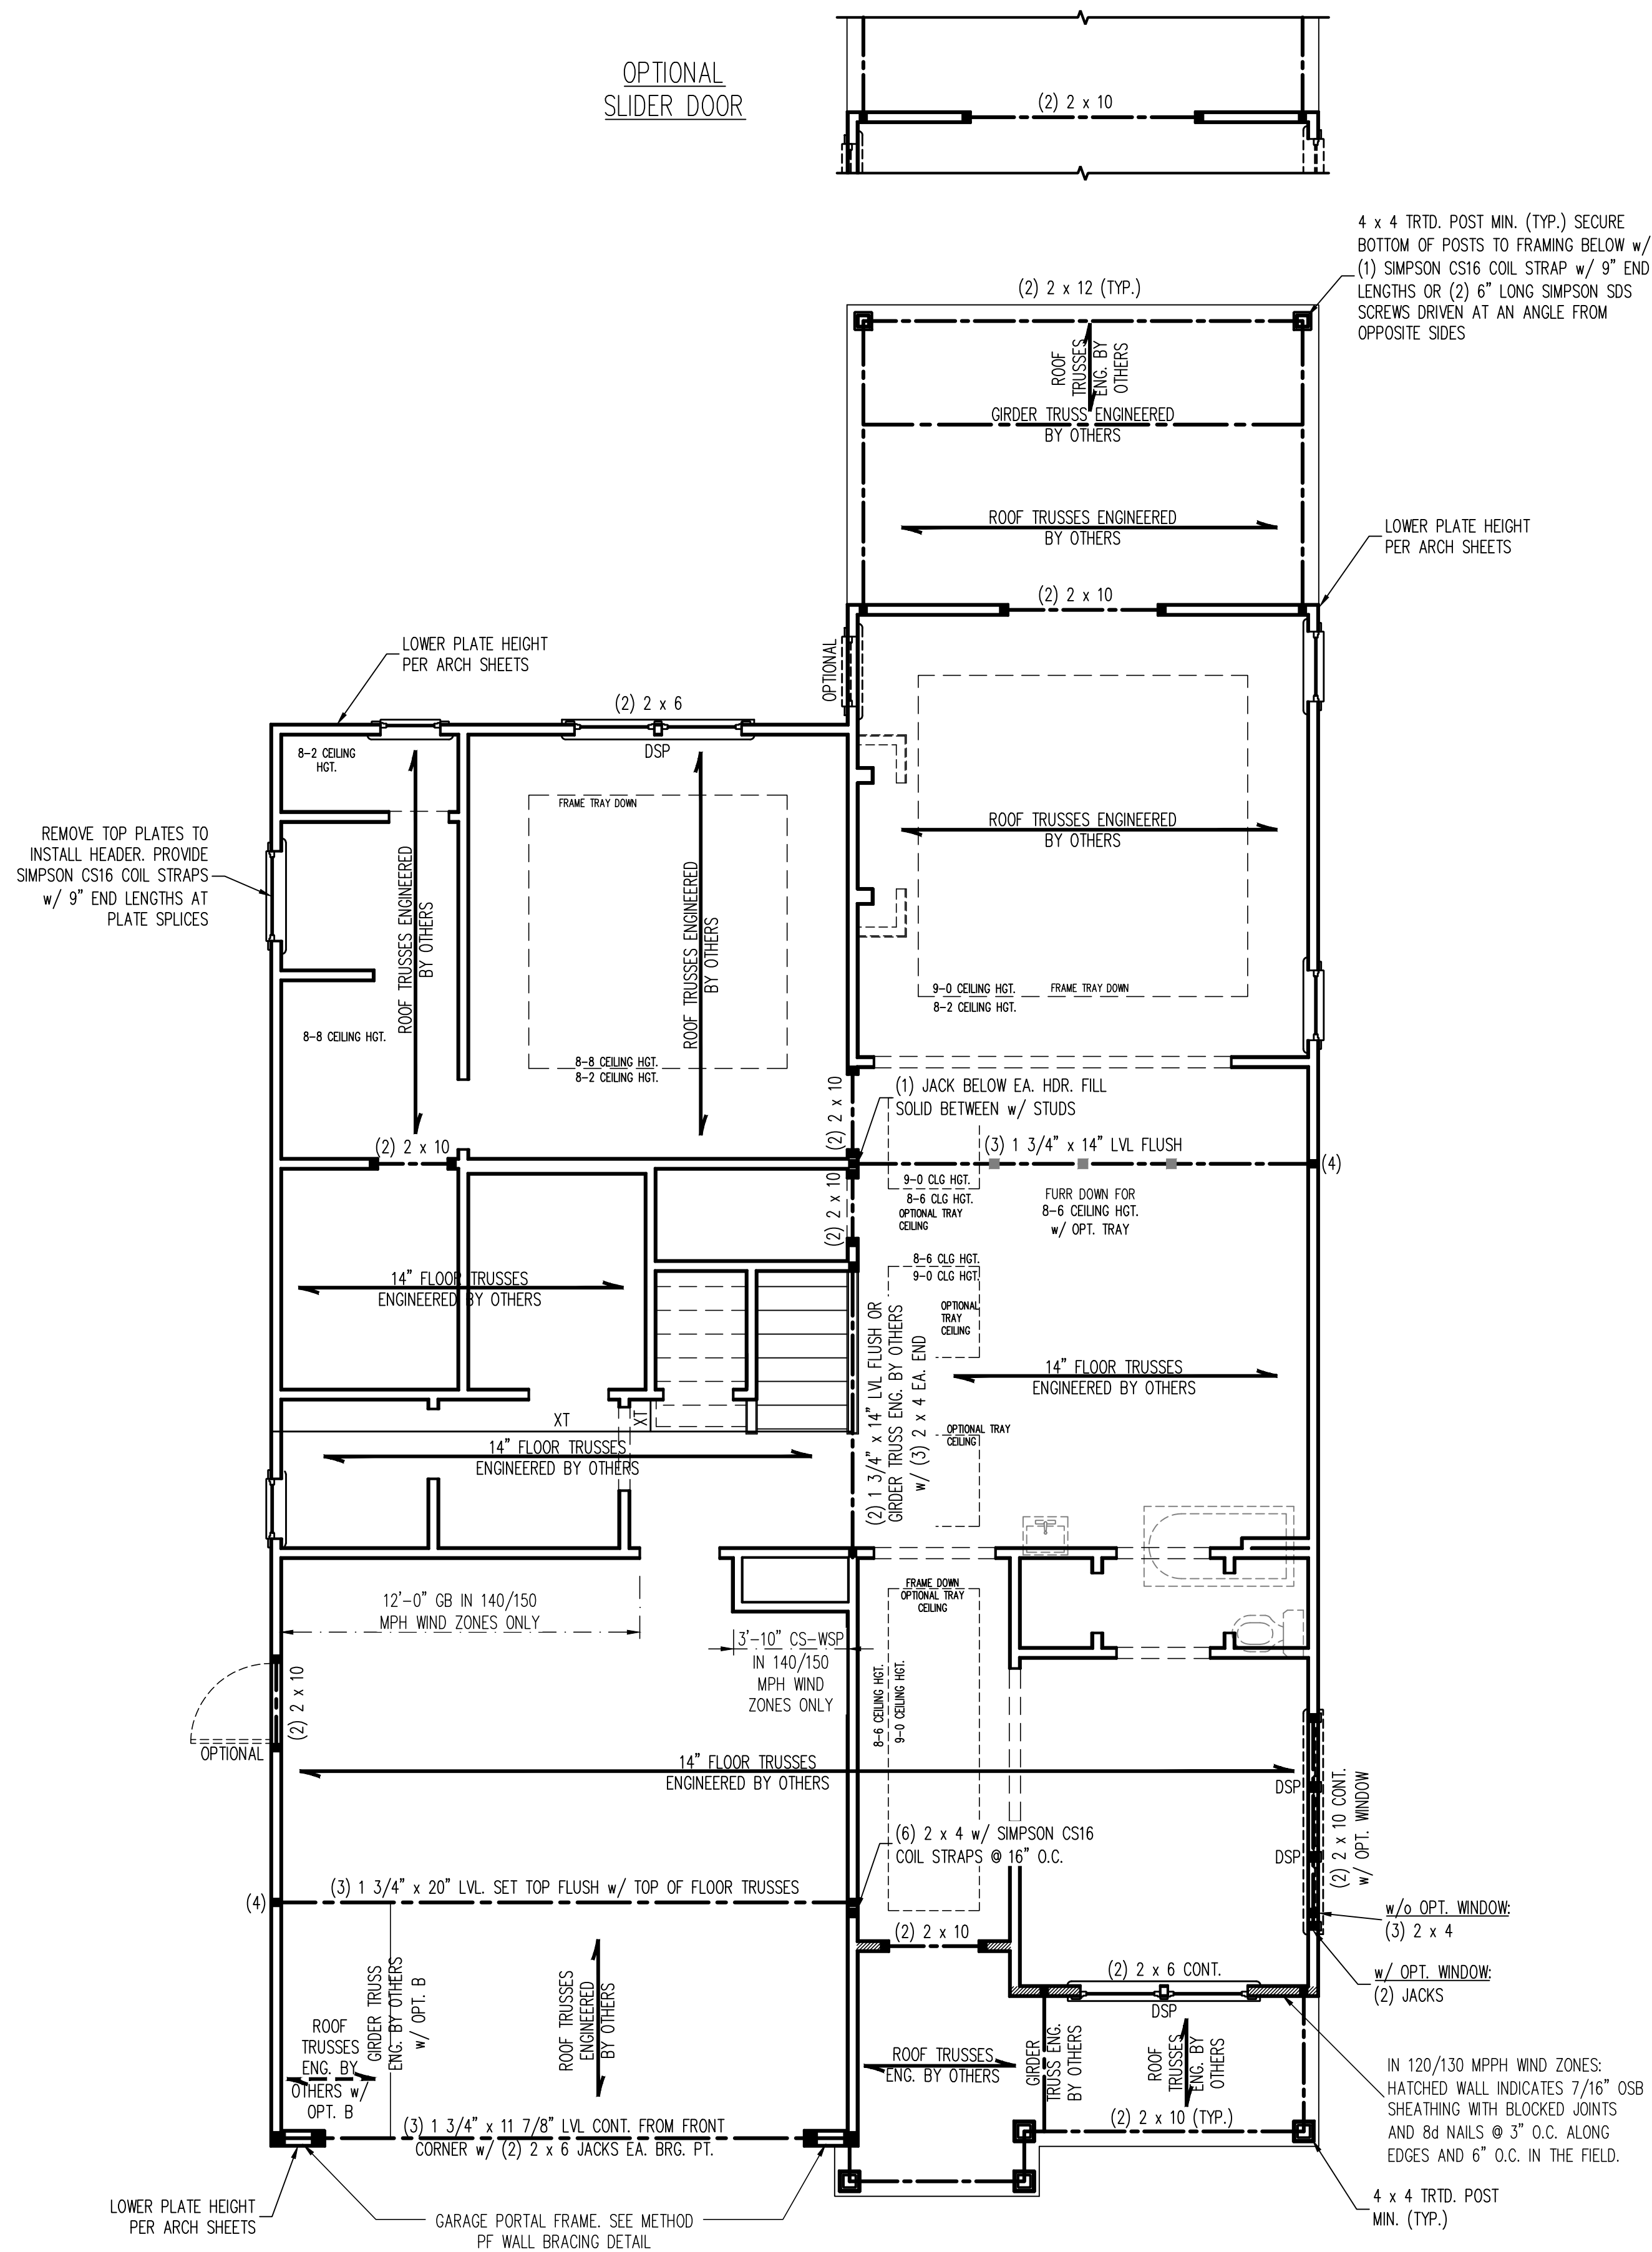 OPTIONAL
SLIDER DOOR
(2) 2 x 10
4 x 4 TRTD. POST MIN. (TYP.) SECURE
BOTTOM OF POSTS TO FRAMING BELOW w/
(1) SIMPSON CS16 COIL STRAP w/ 9" END
LENGTHS OR (2) 6" LONG SIMPSON SDS
SCREWS DRIVEN AT AN ANGLE FROM
OPPOSITE SIDES
(2) 2 x 12 (TYP.)
ROOF
TRUSSES
ENG. BY
OTHERS
GIRDER TRUSS ENGINEERED
BY OTHERS
ROOF TRUSSES ENGINEERED
BY OTHERS
LOWER PLATE HEIGHT
PER ARCH SHEETS
(2) 2 x 10
LOWER PLATE HEIGHT
PER ARCH SHEETS
OPTIONAL
(2) 2 x 6
DSP
8-2 CEILING
HGT.
FRAME TRAY DOWN
REMOVE TOP PLATES TO
INSTALL HEADER. PROVIDE
SIMPSON CS16 COIL STRAPS
w/ 9" END LENGTHS AT
PLATE SPLICES
ROOF TRUSSES ENGINEERED
BY OTHERS
ROOF TRUSSES ENGINEERED
BY OTHERS
ROOF TRUSSES ENGINEERED
BY OTHERS
9-0 CEILING HGT.
FRAME TRAY DOWN
8-2 CEILING HGT.
8-8 CEILING HGT.
8-8 CEILING HGT.
8-2 CEILING HGT.
(2) 2 x 10
(1) JACK BELOW EA. HDR. FILL
SOLID BETWEEN w/ STUDS
(2) 2 x 10
(3) 1 3/4" x 14" LVL FLUSH
(4)
(2) 2 x 10
9-0 CLG HGT.
8-6 CLG HGT.
OPTIONAL TRAY
CEILING
FURR DOWN FOR
8-6 CEILING HGT.
w/ OPT. TRAY
14" FLOOR TRUSSES
ENGINEERED BY OTHERS
8-6 CLG HGT.
9-0 CLG HGT.
OPTIONAL
TRAY
CEILING
(2) 1 3/4" x 14" LVL FLUSH OR
GIRDER TRUSS ENG. BY OTHERS
w/ (3) 2 x 4 EA. END
14" FLOOR TRUSSES
ENGINEERED BY OTHERS
XT
XT
14" FLOOR TRUSSES
ENGINEERED BY OTHERS
OPTIONAL TRAY
CEILING
12'-0" GB IN 140/150
MPH WIND ZONES ONLY
FRAME DOWN
OPTIONAL TRAY
CEILING
3'-10" CS-WSP
IN 140/150
MPH WIND
ZONES ONLY
8-6 CEILING HGT.
9-0 CEILING HGT.
(2) 2 x 10
OPTIONAL
14" FLOOR TRUSSES
ENGINEERED BY OTHERS
DSP
DSP
(2) 2 x 10 CONT.
w/ OPT. WINDOW
(6) 2 x 4 w/ SIMPSON CS16
COIL STRAPS @ 16" O.C.
(4)
(3) 1 3/4" x 20" LVL. SET TOP FLUSH w/ TOP OF FLOOR TRUSSES
w/o OPT. WINDOW:
(3) 2 x 4
(2) 2 x 10
w/ OPT. WINDOW:
(2) JACKS
(2) 2 x 6 CONT.
DSP
GIRDER TRUSS
ENG. BY OTHERS
w/ OPT. B
ROOF TRUSSES
ENGINEERED
BY OTHERS
ROOF
TRUSSES
ENG. BY
OTHERS w/
OPT. B
ROOF TRUSSES
ENG. BY OTHERS
GIRDER
TRUSS ENG.
BY OTHERS
ROOF
TRUSSES
ENG. BY
OTHERS
IN 120/130 MPPH WIND ZONES:
HATCHED WALL INDICATES 7/16" OSB
SHEATHING WITH BLOCKED JOINTS
AND 8d NAILS @ 3" O.C. ALONG
EDGES AND 6" O.C. IN THE FIELD.
(2) 2 x 10 (TYP.)
(3) 1 3/4" x 11 7/8" LVL CONT. FROM FRONT
CORNER w/ (2) 2 x 6 JACKS EA. BRG. PT.
4 x 4 TRTD. POST
MIN. (TYP.)
LOWER PLATE HEIGHT
PER ARCH SHEETS
GARAGE PORTAL FRAME. SEE METHOD
PF WALL BRACING DETAIL